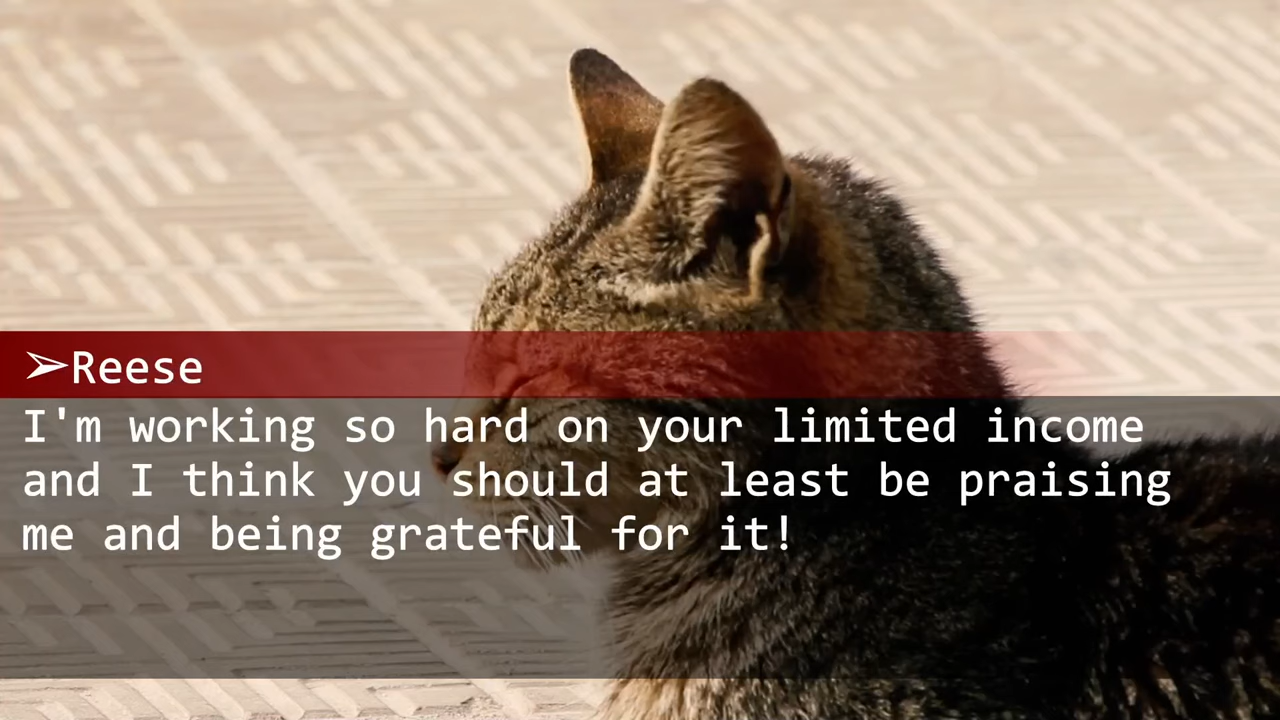 ➢Reese
I'm working so hard on your limited income
and I think you should at least be praising
me and being grateful for it!